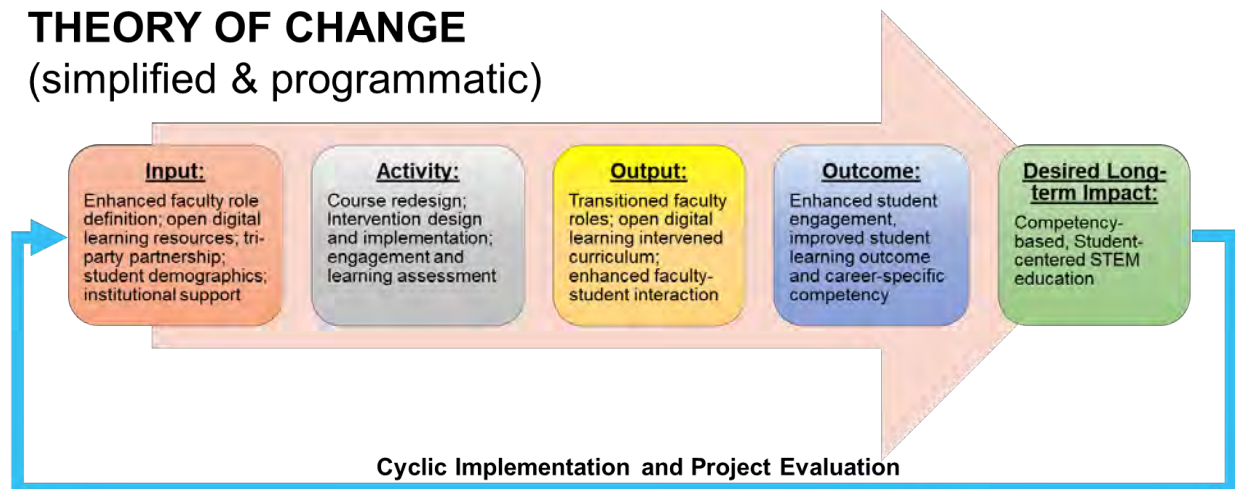 THEORY OF CHANGE
(simplified & programmatic)
Input:
Enhanced faculty role
definition; open digital
learning resources; tri-
party partnership;
student demographics;
institutional support
Activity:
Course redesign;
Intervention design
and implementation;
engagement and
learning assessment
Output:
Transitioned faculty
roles; open digital
learning intervened
curriculum;
enhanced faculty-
student interaction
Outcome:
Enhanced student
engagement,
improved student
learning outcome
and career-specific
competency
Desired Long-
term Impact:
Competency-
based, Student-
centered STEM
education
Cyclic Implementation and Project Evaluation